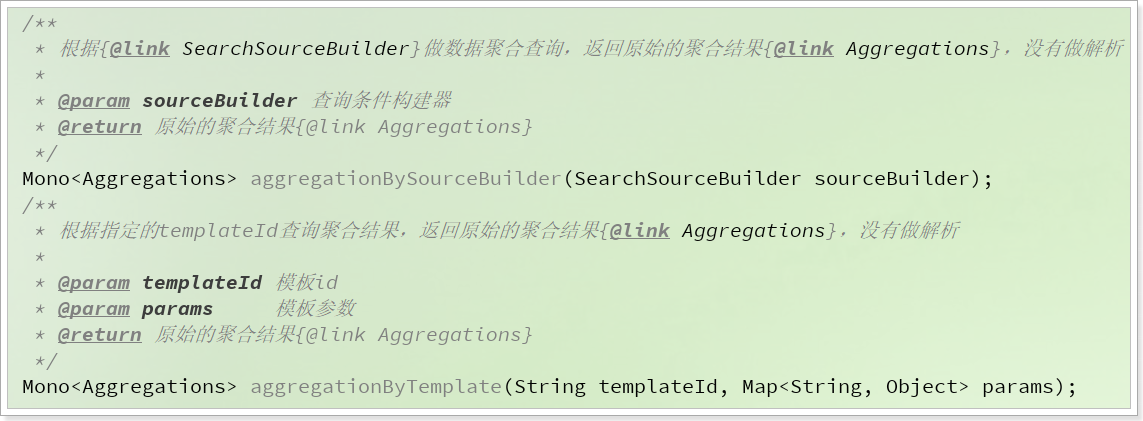 /**
 * 根据{@link SearchSourceBuilder}做数据聚合查询，返回原始的聚合结果{@link Aggregations}，没有做解析
 *
 * @param sourceBuilder 查询条件构建器
 * @return 原始的聚合结果{@link Aggregations}
 */
Mono<Aggregations> aggregationBySourceBuilder(SearchSourceBuilder sourceBuilder);
/**
 * 根据指定的templateId查询聚合结果，返回原始的聚合结果{@link Aggregations}，没有做解析
 *
 * @param templateId 模板id
 * @param params     模板参数
 * @return 原始的聚合结果{@link Aggregations}
 */
Mono<Aggregations> aggregationByTemplate(String templateId, Map<String, Object> params);